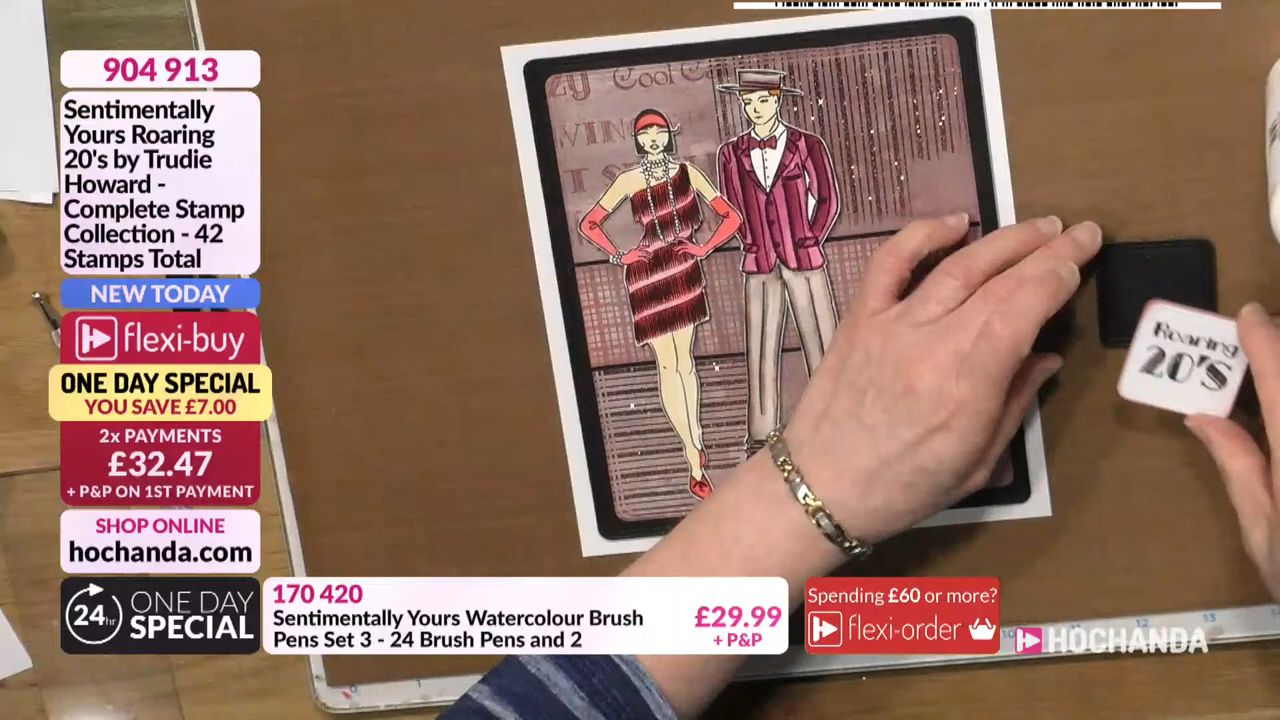 904 913
Sentimentally
Yours Roaring
20's by Trudie
Howard -
Complete Stamp
Collection - 42
Stamps Total
NEW TODAY
flexi-buy
ONE DAY SPECIAL
YOU SAVE £7.00
2x PAYMENTS
£32.47
+ P&P ON 1ST PAYMENT
SHOP ONLINE
hochanda.com
24hr ONE DAY
SPECIAL
170 420
Sentimentally Yours Watercolour Brush
Pens Set 3 - 24 Brush Pens and 2
£29.99
+ P&P
Spending £60 or more?
flexi-order
HOCHANDA
Cool
Roaring
20'S
10
12
13